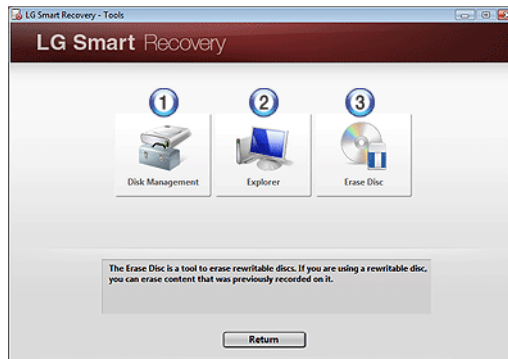 LG Smart Recovery - Tools
LG Smart Recovery
1 2 3
Disk Management Explorer Erase Disc
The Erase Disc is a tool to erase rewritable discs. If you are using a rewritable disc,
you can erase content that was previously recorded on it.
Return